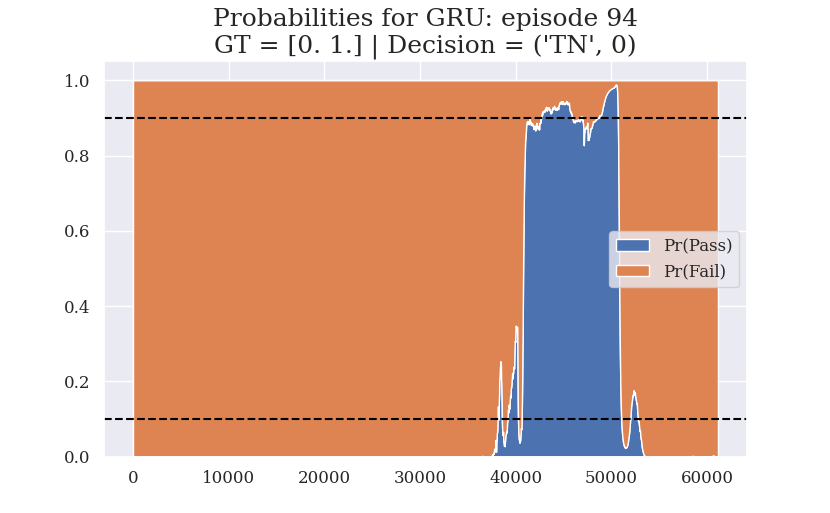 Probabilities for GRU: episode 94
GT = [0. 1.] | Decision = ('TN', 0)
1.0
0.8
0.6
0.4
0.2
0.0
Pr(Pass)
Pr(Fail)
0 10000 20000 30000 40000 50000 60000